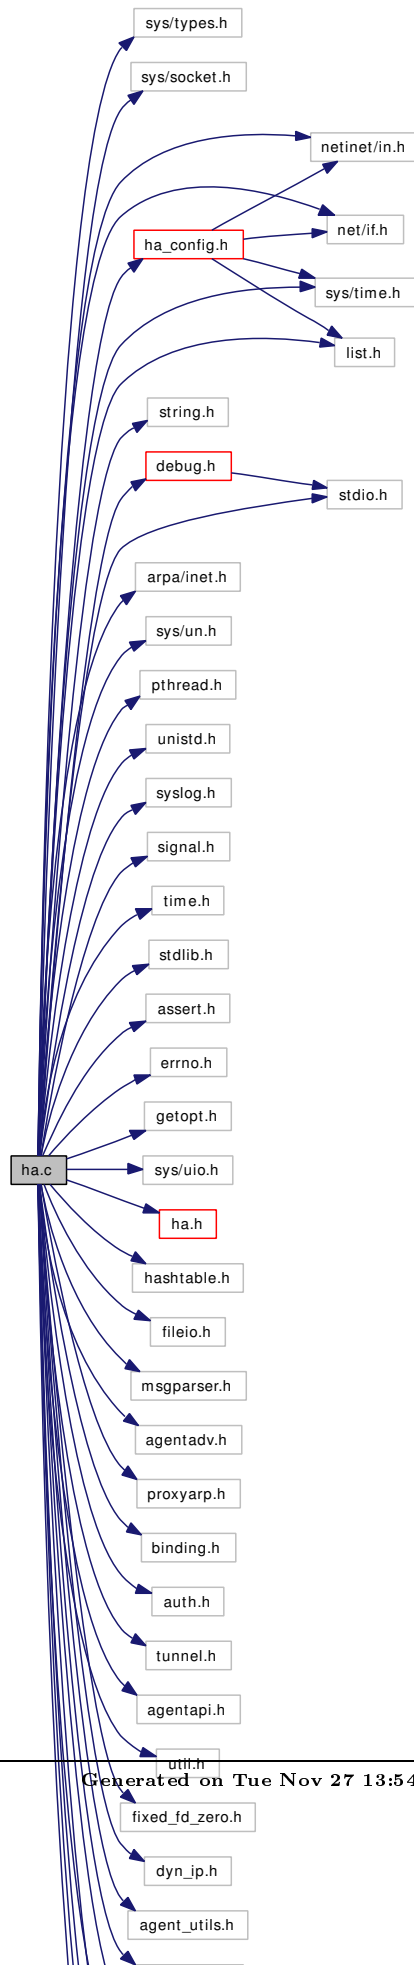 sys/types.h
sys/socket.h
netinet/in.h
net/if.h
ha_config.h
sys/time.h
list.h
string.h
debug.h
stdio.h
arpa/inet.h
sys/un.h
pthread.h
unistd.h
syslog.h
signal.h
time.h
stdlib.h
assert.h
errno.h
getopt.h
ha.c
sys/uio.h
ha.h
hashtable.h
fileio.h
msgparser.h
agentadv.h
proxyarp.h
binding.h
auth.h
tunnel.h
agentapi.h
util.h
Generated on Tue Nov 27 13:54
fixed_fd_zero.h
dyn_ip.h
agent_utils.h